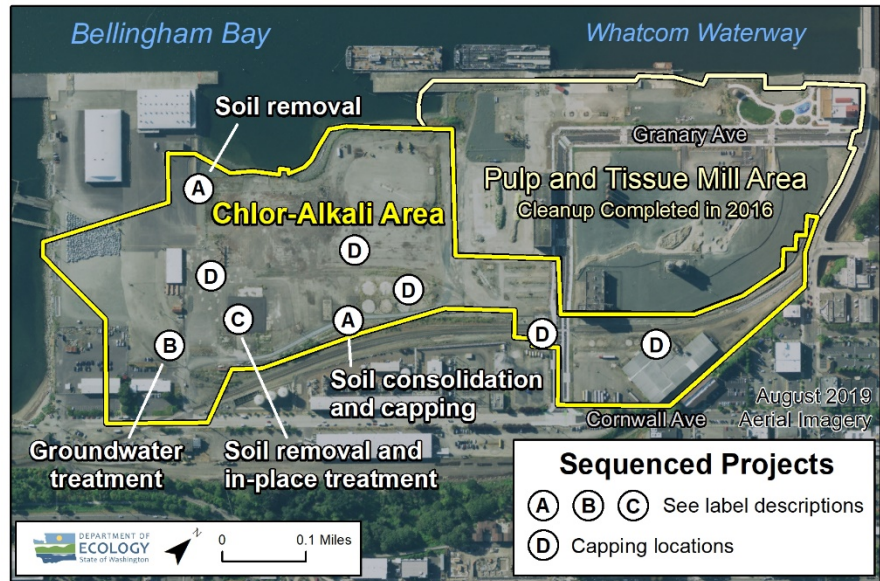 Bellingham Bay
Whatcom Waterway
Soil removal
Granary Ave
A
Pulp and Tissue Mill Area
Cleanup Completed in 2016
Chlor-Alkali Area
D
D
D
C
A
D
D
B
Soil consolidation
and capping
August 2019
Aerial Imagery
Cornwall Ave
Groundwater
treatment
Soil removal and
in-place treatment
Sequenced Projects
A B C See label descriptions
D Capping locations
DEPARTMENT OF
ECOLOGY
State of Washington
N
0 0.1 Miles